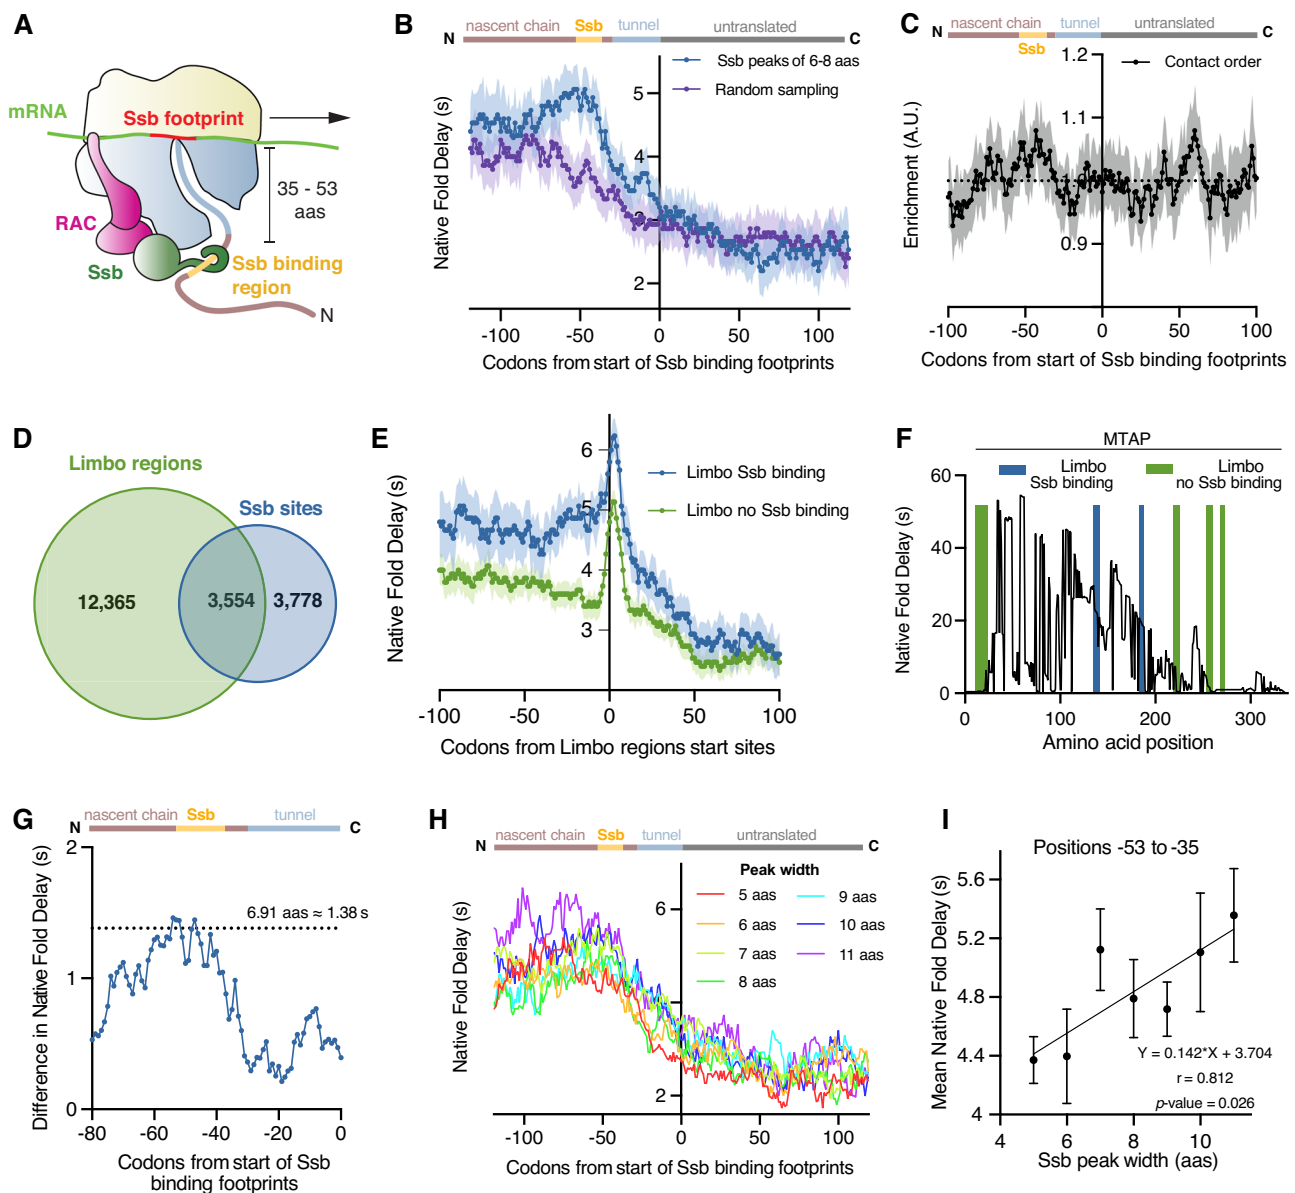 A
mRNA
Ssb footprint
35 - 53
aas
RAC
Ssb
Ssb binding
region
N
B
nascent chain
Ssb
tunnel
untranslated
N
C
Ssb peaks of 6-8 aas
Random sampling
Native Fold Delay (s)
5
4
3
2
-100
-50
0
50
100
Codons from start of Ssb binding footprints
C
nascent chain
tunnel
untranslated
N
C
Ssb
1.2
Contact order
1.1
0.9
Enrichment (A.U.)
-100
-50
0
50
100
Codons from start of Ssb binding footprints
D
Limbo regions
Ssb sites
12,365
3,554
3,778
E
Native Fold Delay (s)
6
5
4
3
Limbo Ssb binding
Limbo no Ssb binding
-100
-50
0
50
100
Codons from Limbo regions start sites
F
MTAP
Limbo
Ssb binding
Limbo
no Ssb binding
Native Fold Delay (s)
60
40
20
0
0
100
200
300
Amino acid position
G
nascent chain
Ssb
tunnel
N
C
2
1
0
6.91 aas ≈ 1.38 s
Difference in Native Fold Delay (s)
-80
-60
-40
-20
0
Codons from start of Ssb
binding footprints
H
nascent chain
Ssb
tunnel
untranslated
N
C
Peak width
5 aas
6 aas
7 aas
8 aas
9 aas
10 aas
11 aas
Native Fold Delay (s)
6
2
-100
-50
0
50
100
Codons from start of Ssb binding footprints
I
Positions -53 to -35
Mean Native Fold Delay (s)
5.6
5.2
4.8
4.4
4
Y = 0.142*X + 3.704
r = 0.812
p-value = 0.026
4
6
8
10
Ssb peak width (aas)